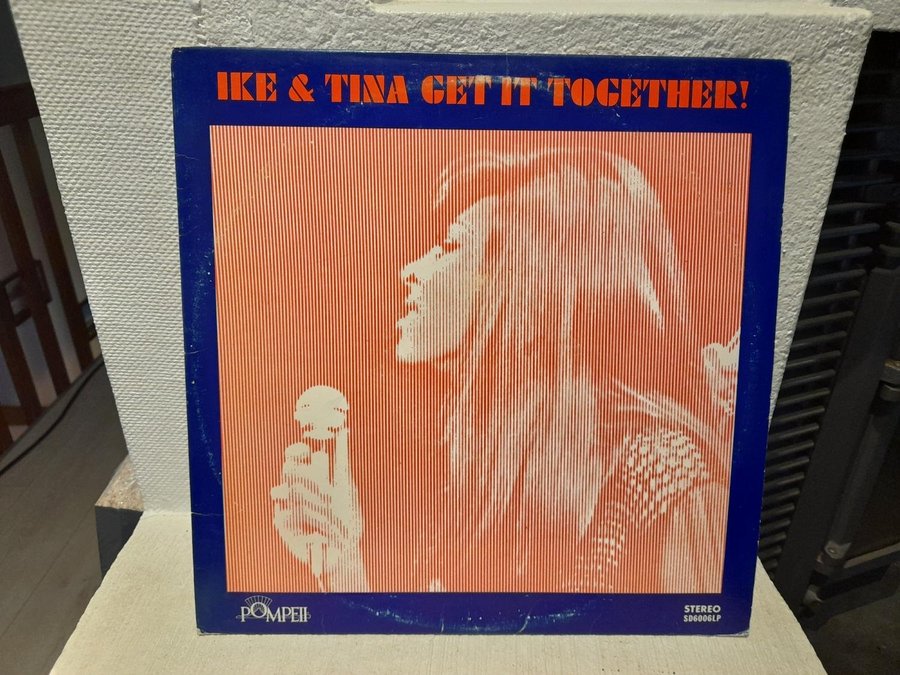 IKE & TINA GET IT TOGETHER!
POMPEII
STEREO
SD6006LP